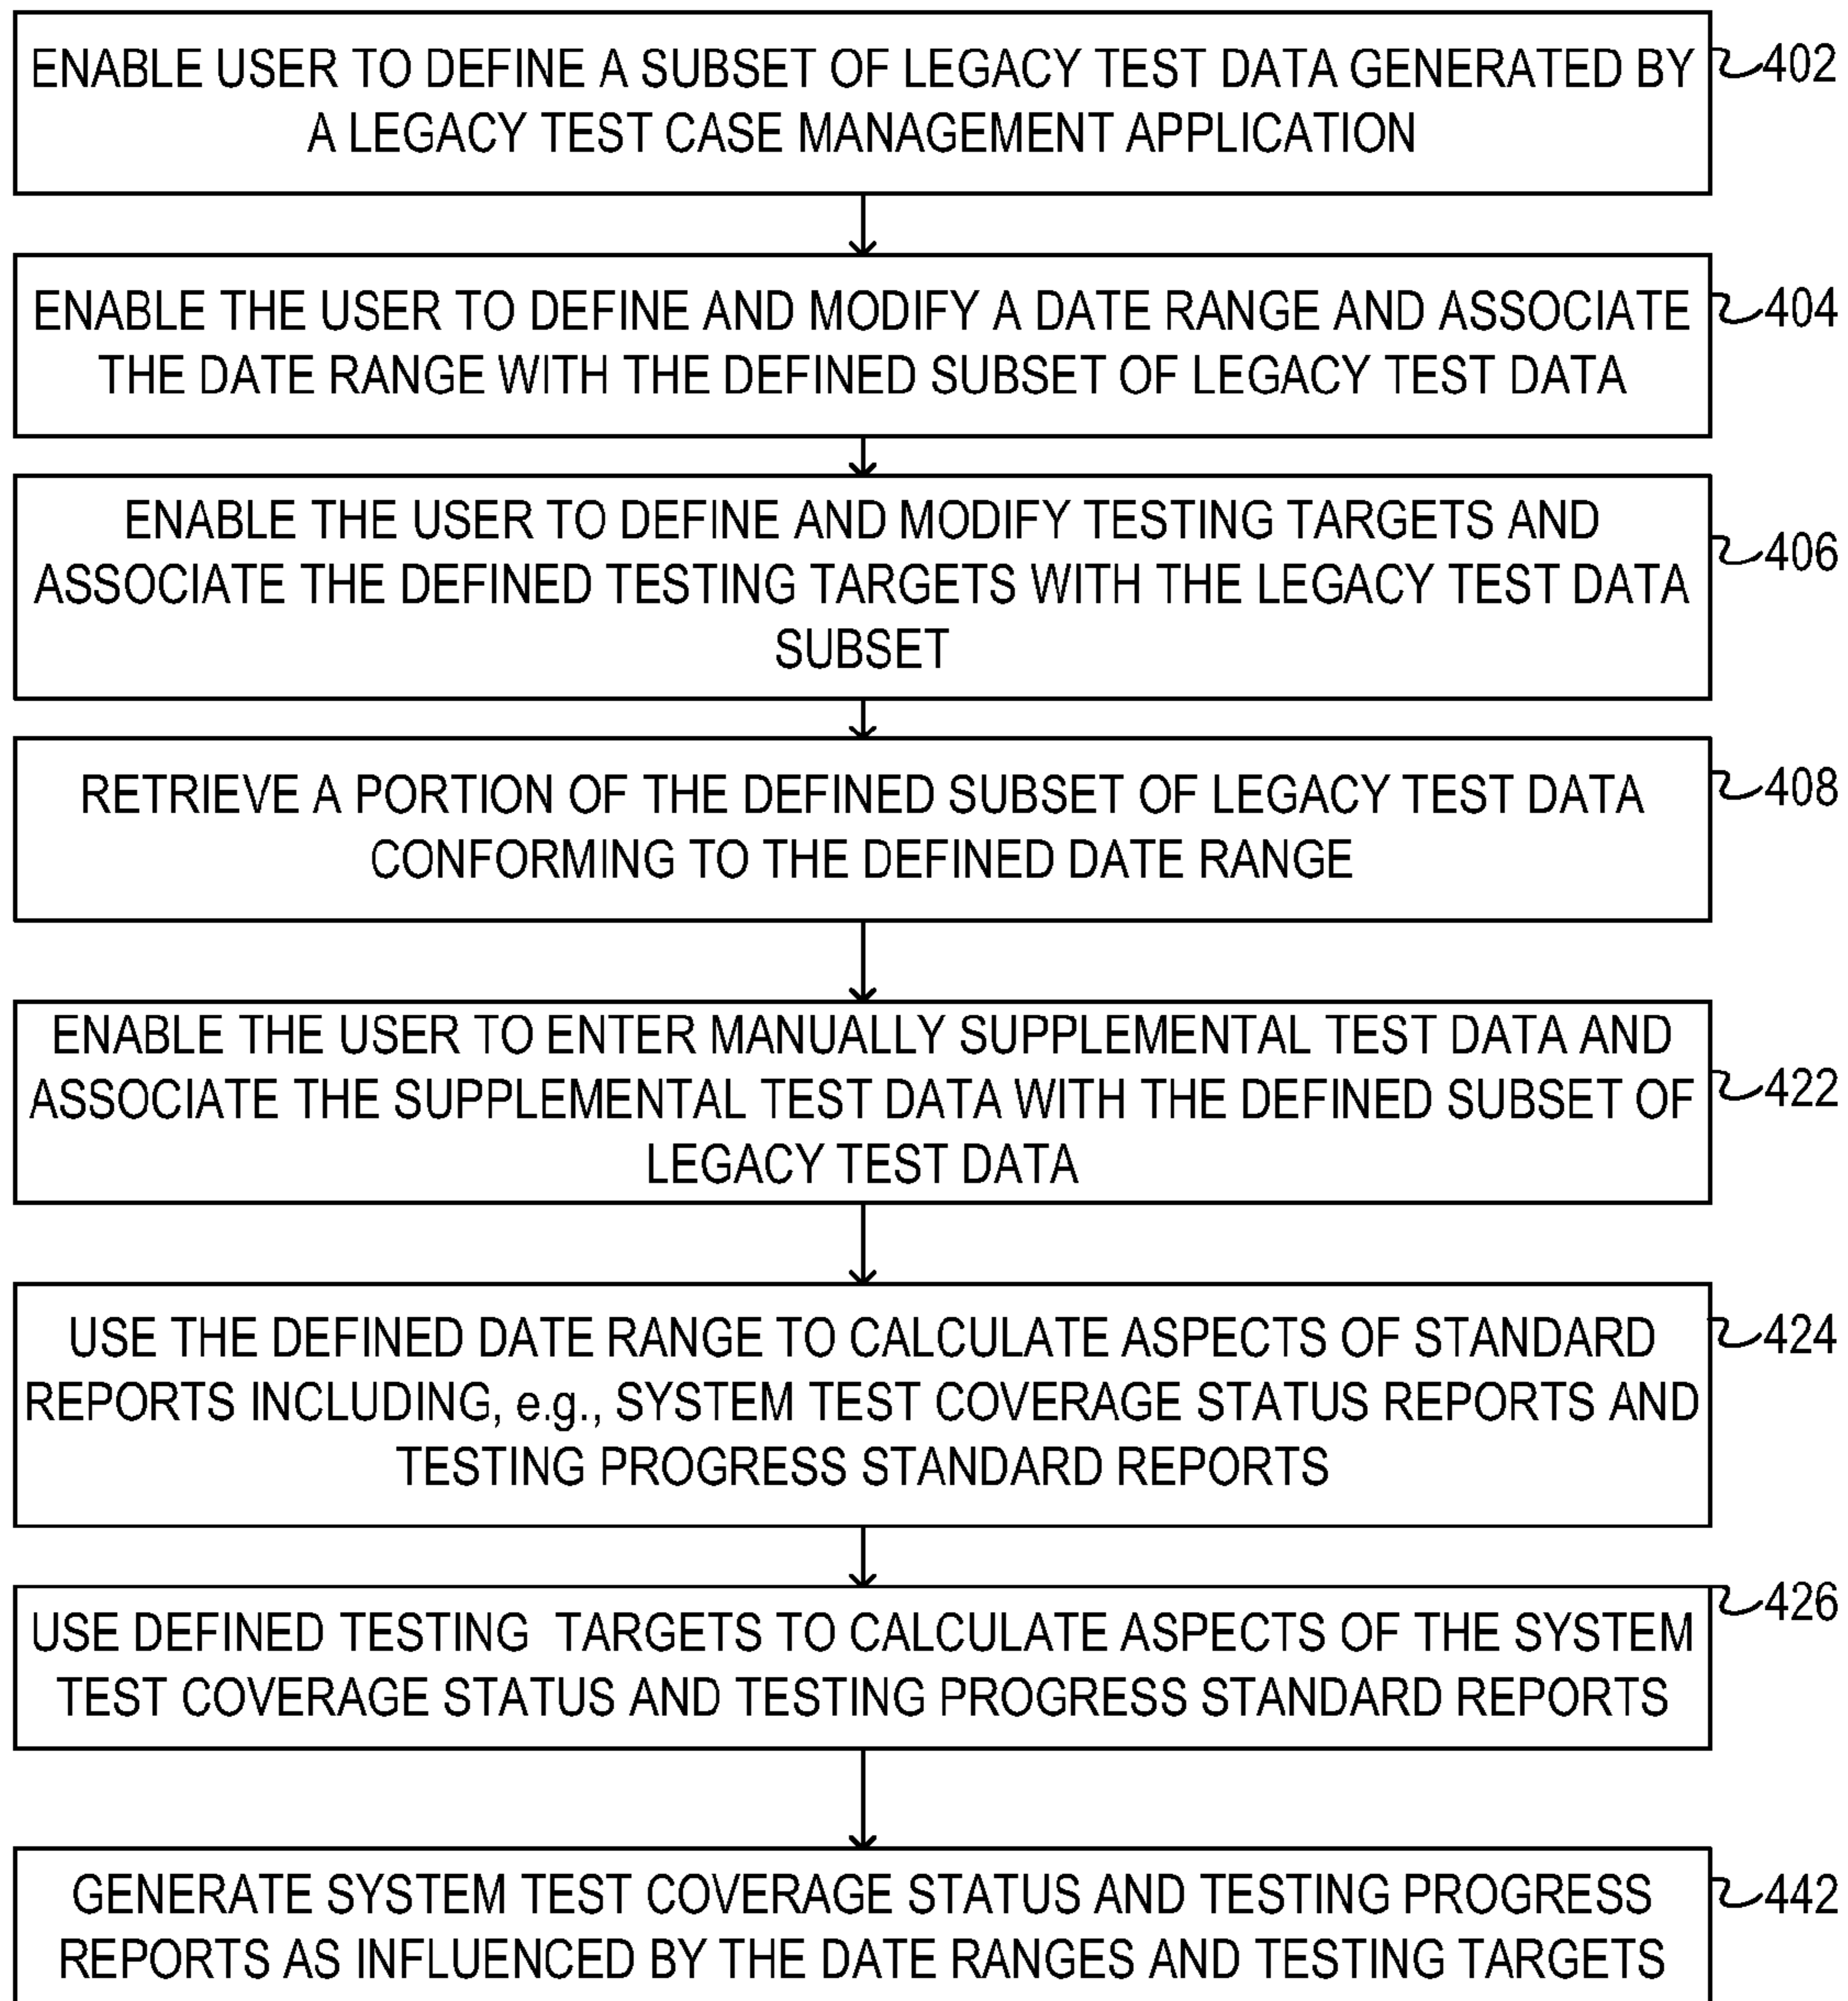 ENABLE USER TO DEFINE A SUBSET OF LEGACY TEST DATA GENERATED BY
A LEGACY TEST CASE MANAGEMENT APPLICATION
402
ENABLE THE USER TO DEFINE AND MODIFY A DATE RANGE AND ASSOCIATE
THE DATE RANGE WITH THE DEFINED SUBSET OF LEGACY TEST DATA
404
ENABLE THE USER TO DEFINE AND MODIFY TESTING TARGETS AND
ASSOCIATE THE DEFINED TESTING TARGETS WITH THE LEGACY TEST DATA
SUBSET
406
RETRIEVE A PORTION OF THE DEFINED SUBSET OF LEGACY TEST DATA
CONFORMING TO THE DEFINED DATE RANGE
408
ENABLE THE USER TO ENTER MANUALLY SUPPLEMENTAL TEST DATA AND
ASSOCIATE THE SUPPLEMENTAL TEST DATA WITH THE DEFINED SUBSET OF
LEGACY TEST DATA
422
USE THE DEFINED DATE RANGE TO CALCULATE ASPECTS OF STANDARD
REPORTS INCLUDING, e.g., SYSTEM TEST COVERAGE STATUS REPORTS AND
TESTING PROGRESS STANDARD REPORTS
424
USE DEFINED TESTING TARGETS TO CALCULATE ASPECTS OF THE SYSTEM
TEST COVERAGE STATUS AND TESTING PROGRESS STANDARD REPORTS
426
GENERATE SYSTEM TEST COVERAGE STATUS AND TESTING PROGRESS
REPORTS AS INFLUENCED BY THE DATE RANGES AND TESTING TARGETS
442